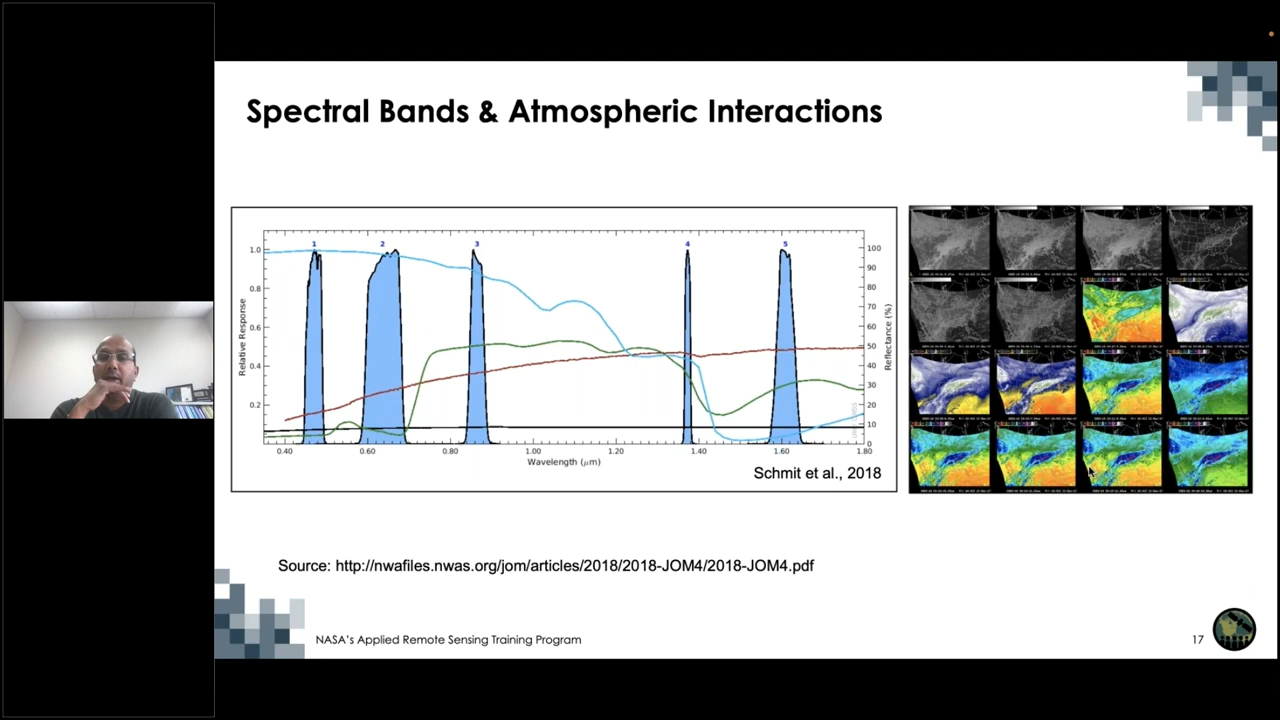 Spectral Bands & Atmospheric Interactions
1 2 3 4 5
1.0
0.8
0.6
0.4
0.2
Relative Response
100
90
80
70
60
50
40
30
20
10
0
Reflectance (%)
0.40 0.60 0.80 1.00 1.20 1.40 1.60 1.80
Wavelength (μm)
Schmit et al., 2018
Source: http://nwafiles.nwas.org/jom/articles/2018/2018-JOM4/2018-JOM4.pdf
NASA's Applied Remote Sensing Training Program
17